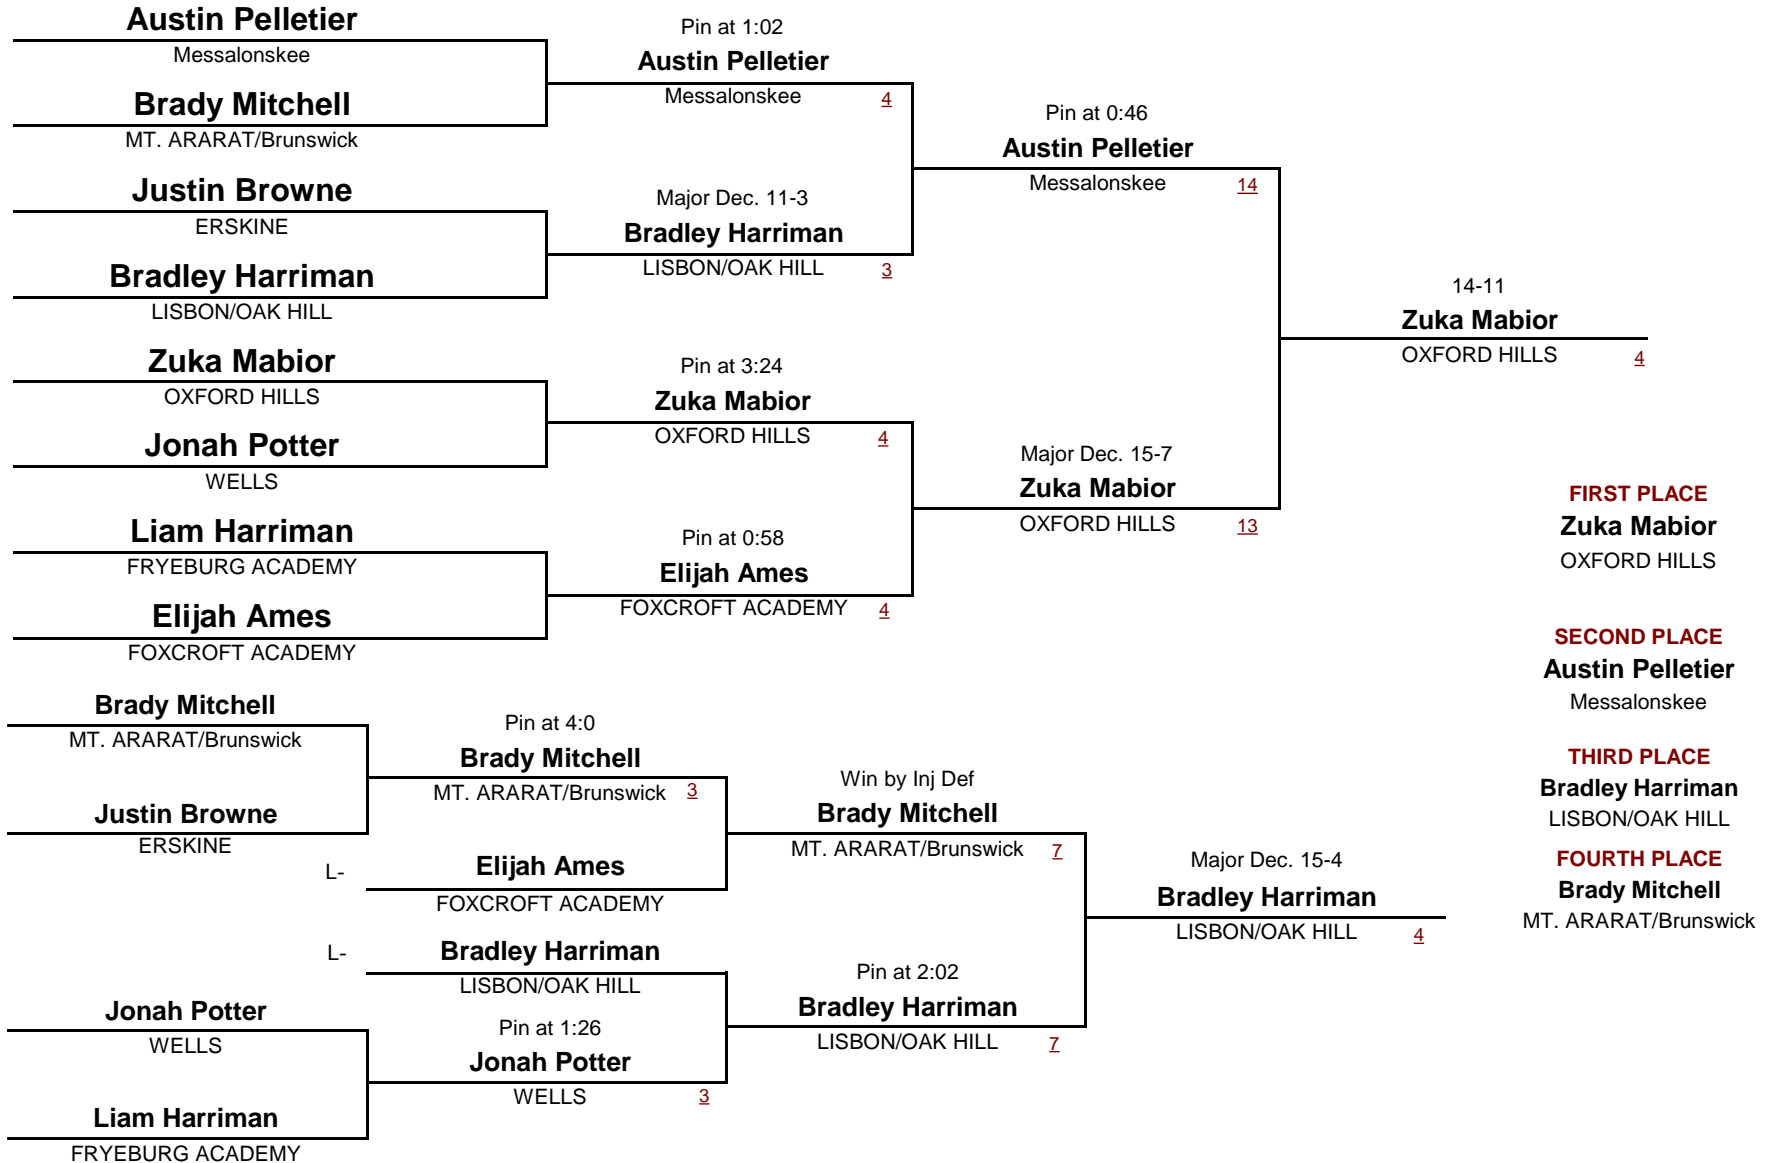 Austin Pelletier
Messalonskee
Brady Mitchell
MT. ARARAT/Brunswick
Justin Browne
ERSKINE
Bradley Harriman
LISBON/OAK HILL
Zuka Mabior
OXFORD HILLS
Jonah Potter
WELLS
Liam Harriman
FRYEBURG ACADEMY
Elijah Ames
FOXCROFT ACADEMY
Pin at 1:02
Austin Pelletier
Messalonskee 4
Major Dec. 11-3
Bradley Harriman
LISBON/OAK HILL 3
Pin at 3:24
Zuka Mabior
OXFORD HILLS 4
Pin at 0:58
Elijah Ames
FOXCROFT ACADEMY 4
Pin at 0:46
Austin Pelletier
Messalonskee 14
Major Dec. 15-7
Zuka Mabior
OXFORD HILLS 13
14-11
Zuka Mabior
OXFORD HILLS 4
FIRST PLACE
Zuka Mabior
OXFORD HILLS
SECOND PLACE
Austin Pelletier
Messalonskee
THIRD PLACE
Bradley Harriman
LISBON/OAK HILL
FOURTH PLACE
Brady Mitchell
MT. ARARAT/Brunswick
Brady Mitchell
MT. ARARAT/Brunswick
Justin Browne
ERSKINE
Jonah Potter
WELLS
Liam Harriman
FRYEBURG ACADEMY
Pin at 4:0
Brady Mitchell
MT. ARARAT/Brunswick 3
L- Elijah Ames
FOXCROFT ACADEMY
L- Bradley Harriman
LISBON/OAK HILL
Pin at 1:26
Jonah Potter
WELLS 3
Win by Inj Def
Brady Mitchell
MT. ARARAT/Brunswick 7
Pin at 2:02
Bradley Harriman
LISBON/OAK HILL 7
Major Dec. 15-4
Bradley Harriman
LISBON/OAK HILL 4